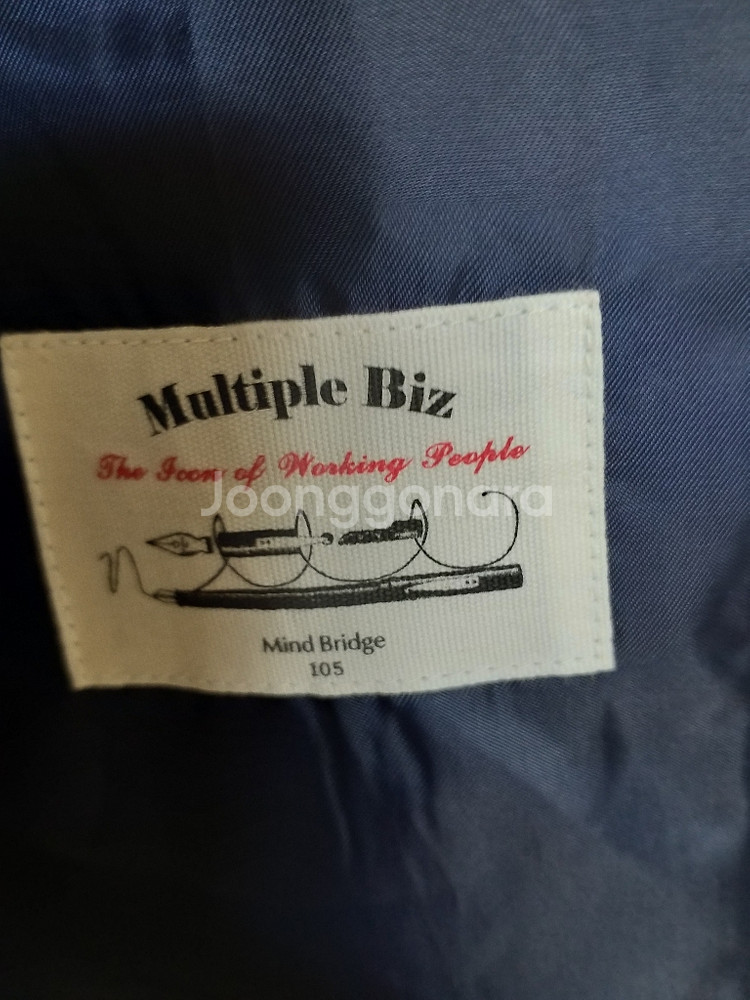 Multiple Biz
The Icon of Working People
Joonggonara
Mind Bridge
105